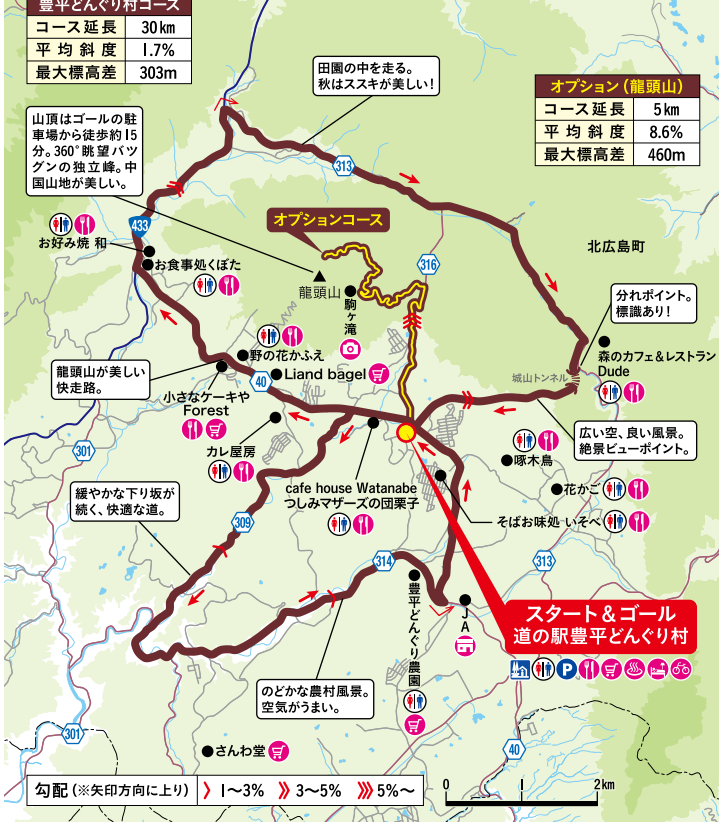 豊平どんぐり村コース
コース延長 30km
平均斜度 1.7%
最大標高差 303m
田園の中を走る。
秋はススキが美しい！
オプション（龍頭山）
コース延長 5km
平均斜度 8.6%
最大標高差 460m
山頂はゴールの駐
車場から徒歩約15
分。360°眺望バツ
グンの独立峰。中
国山地が美しい。
313
433
オプションコース
お好み焼 和
お食事処くぼた
北広島町
316
龍頭山
駒ヶ滝
分れポイント。
標識あり！
森のカフェ&レストラン
Dude
野の花かふえ
龍頭山が美しい
快走路。
Liand bagel
城山トンネル
小さなケーキや
Forest
40
カレ屋房
広い空、良い風景。
絶景ビューポイント。
301
啄木鳥
cafe house Watanabe
つしみマザーズの団栗子
花かご
緩やかな下り坂が
続く、快適な道。
そばお味処 いそべ
309
314
313
豊平どんぐり農園
JA
スタート＆ゴール
道の駅豊平どんぐり村
P
のどかな農村風景。
空気がうまい。
301
さんわ堂
40
勾配（※矢印方向に上り） 1〜3% 3〜5% 5%〜
0 1 2km